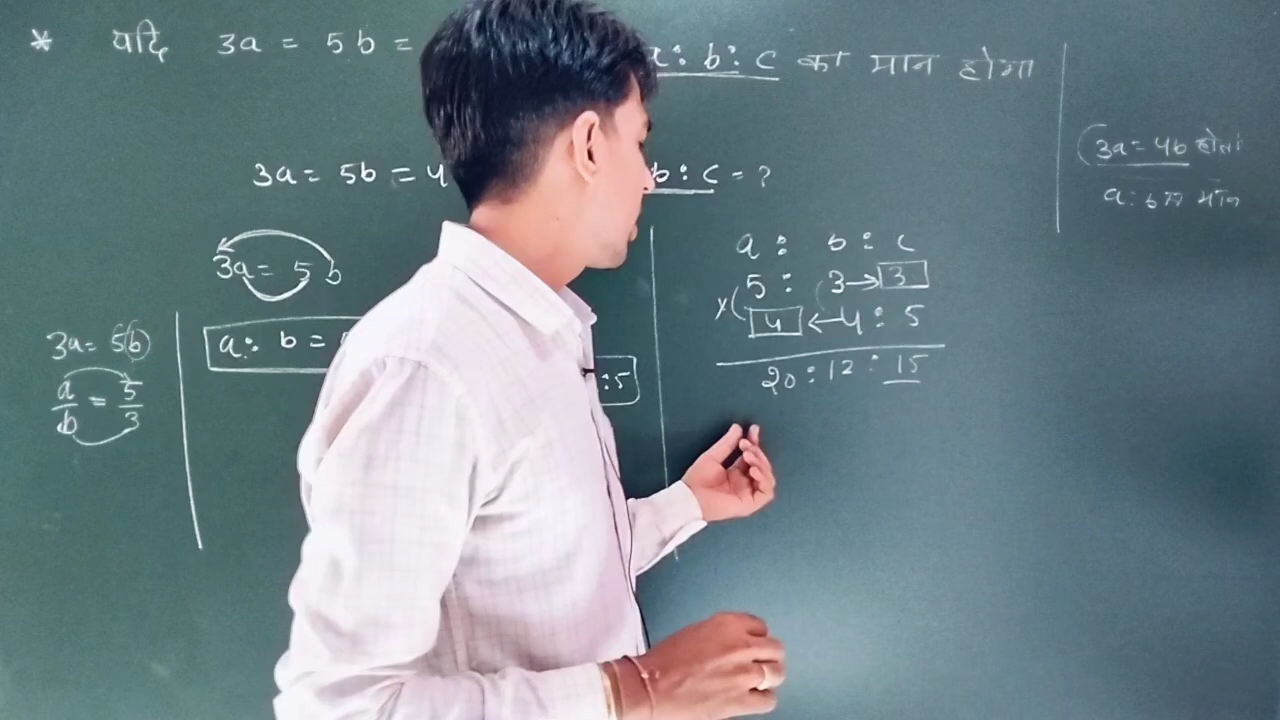 * यदि 3a = 5b =
a : b : c का मान होगा
3a = 5b = 4
b : c = ?
(3a = 4b होता
a : b
3a = 5b
a : b =
: 5
3a = 5b
a/b = 5/3
a : b : c
5 : 3 → 3
4 ← 4 : 5
20 : 12 : 15